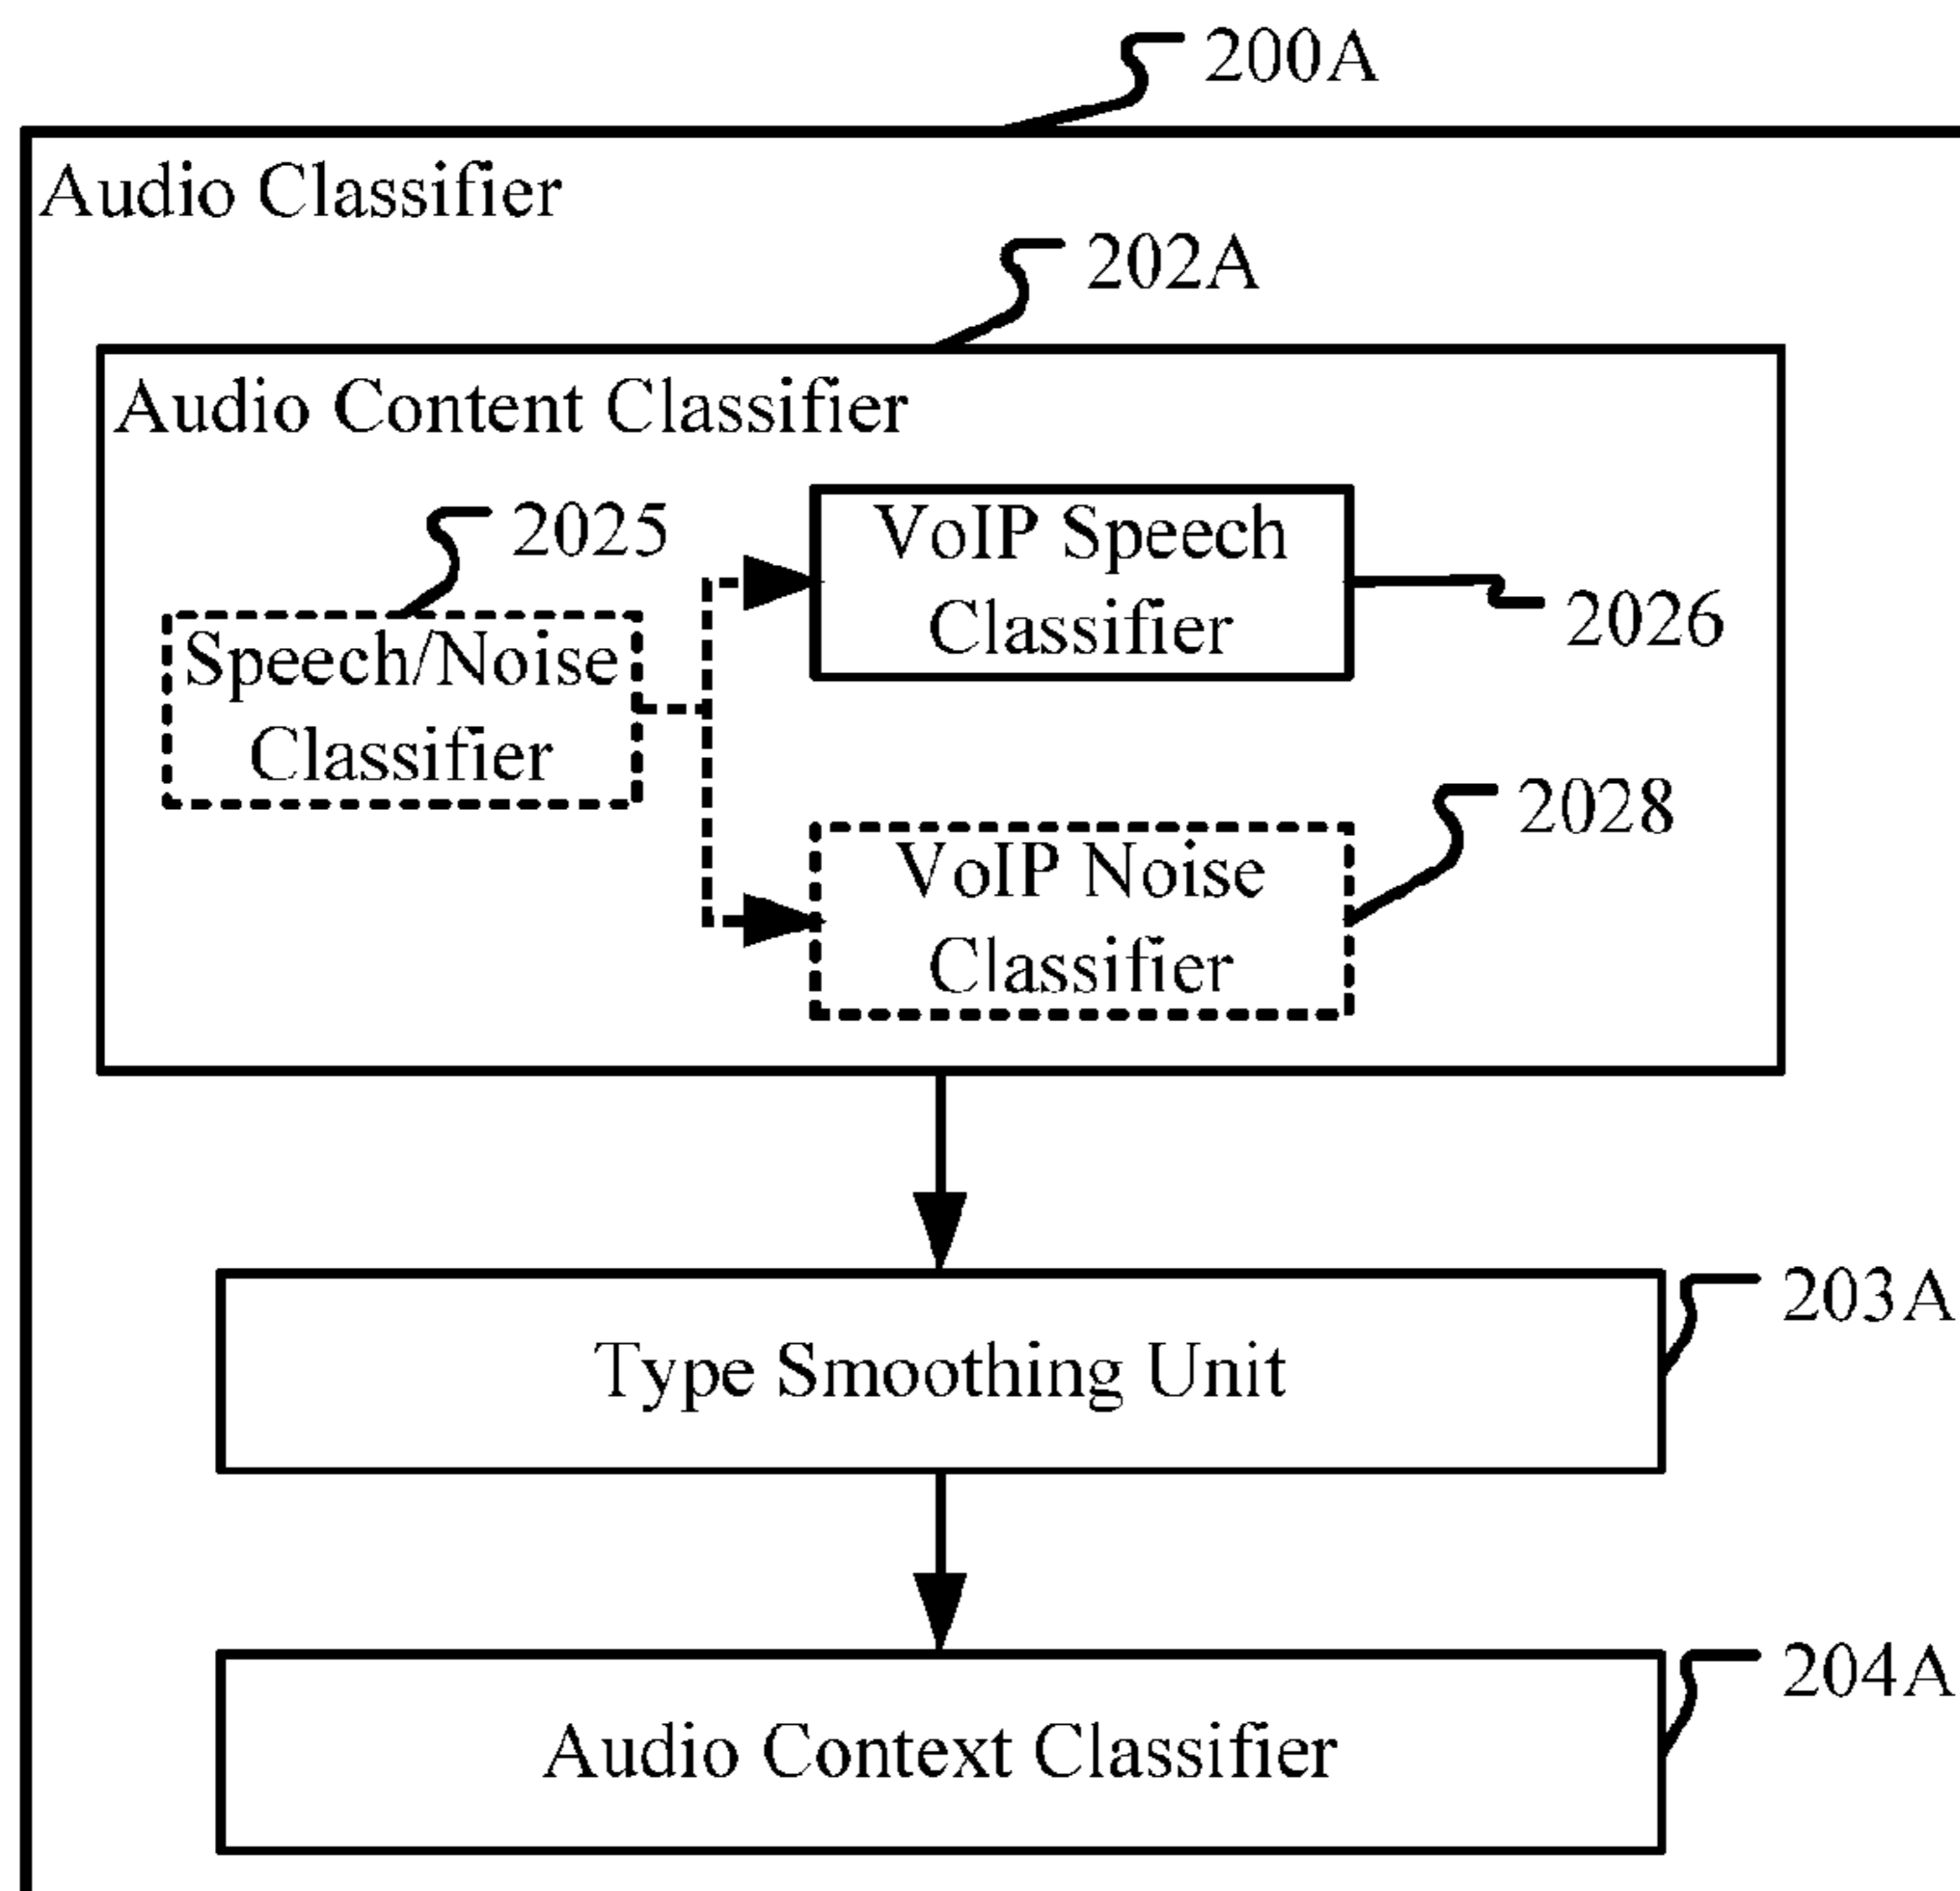 200A
Audio Classifier
202A
Audio Content Classifier
2025
VoIP Speech
Classifier
2026
Speech/Noise
Classifier
2028
VoIP Noise
Classifier
203A
Type Smoothing Unit
204A
Audio Context Classifier